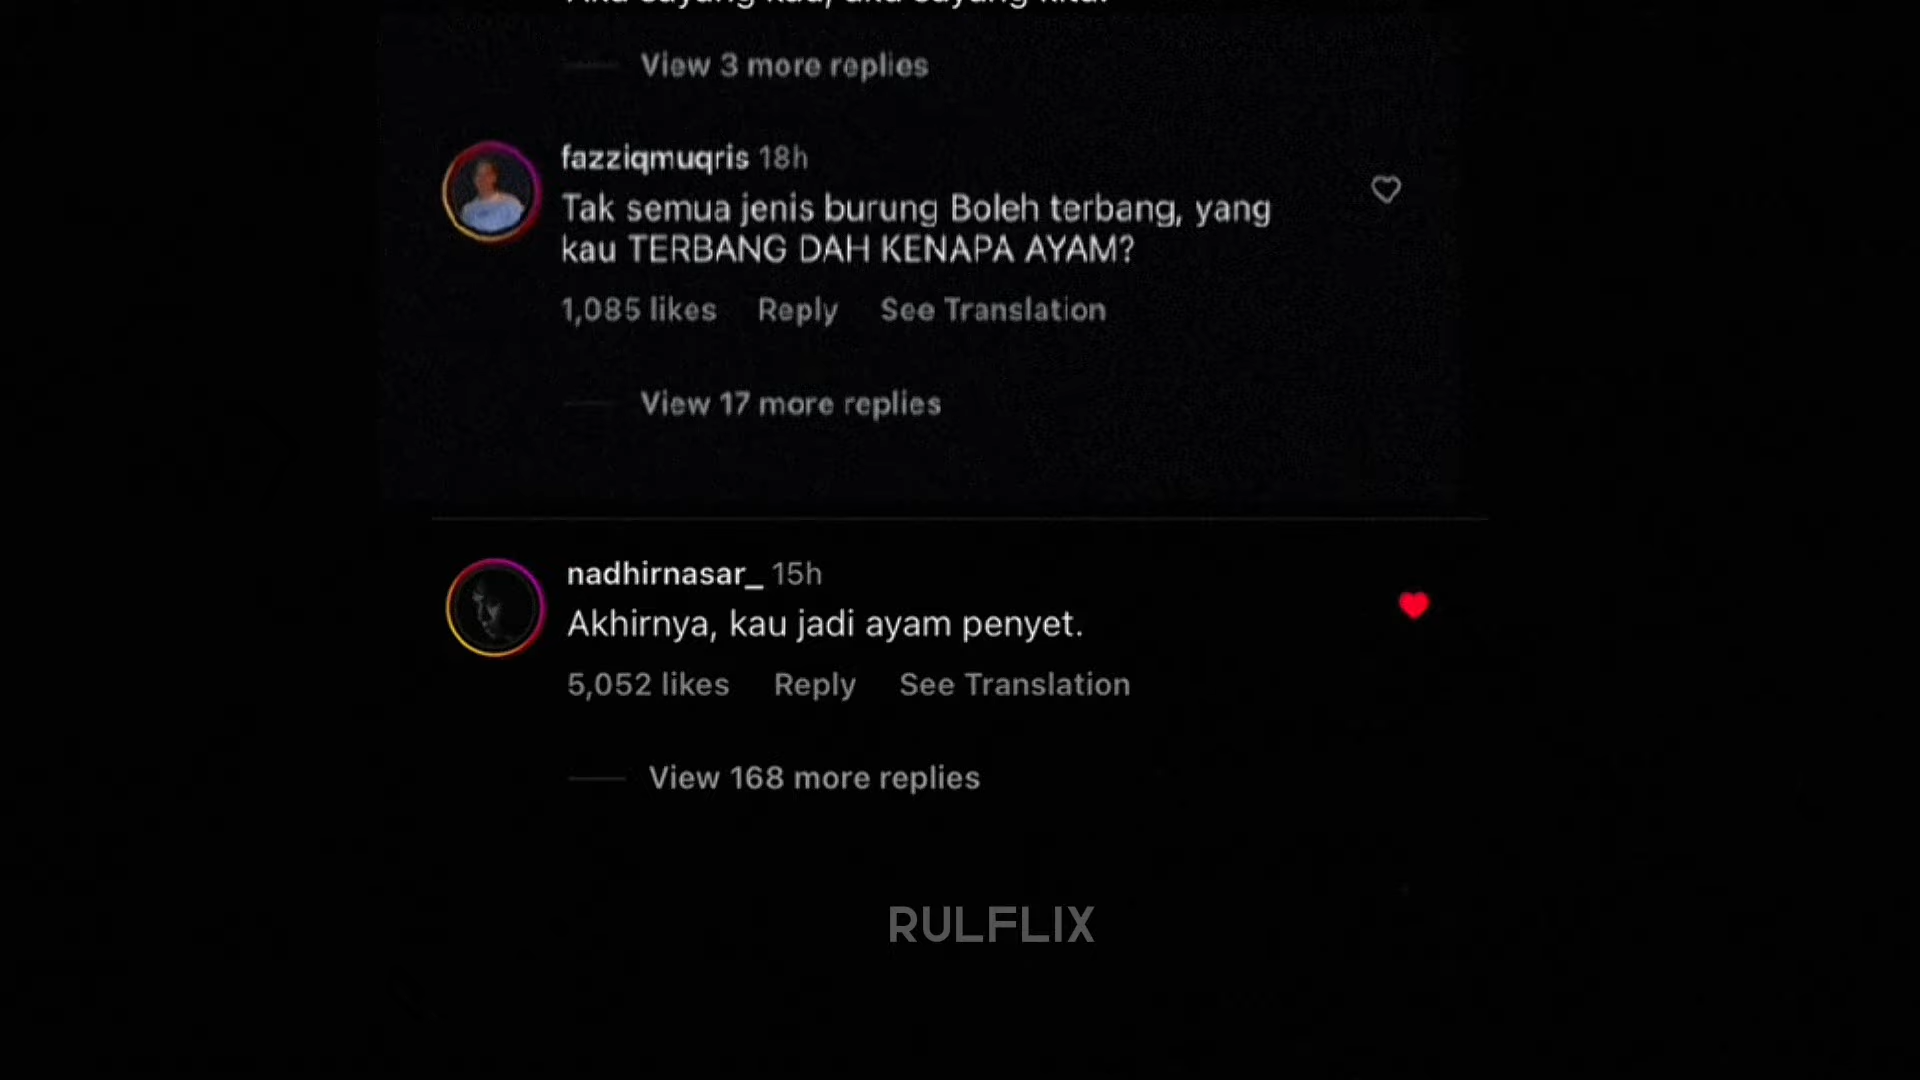 View 3 more replies
fazziqmuqris 18h
Tak semua jenis burung Boleh terbang, yang
kau TERBANG DAH KENAPA AYAM?
1,085 likes Reply See Translation
View 17 more replies
nadhirnasar_ 15h
Akhirnya, kau jadi ayam penyet.
5,052 likes Reply See Translation
View 168 more replies
RULFLIX